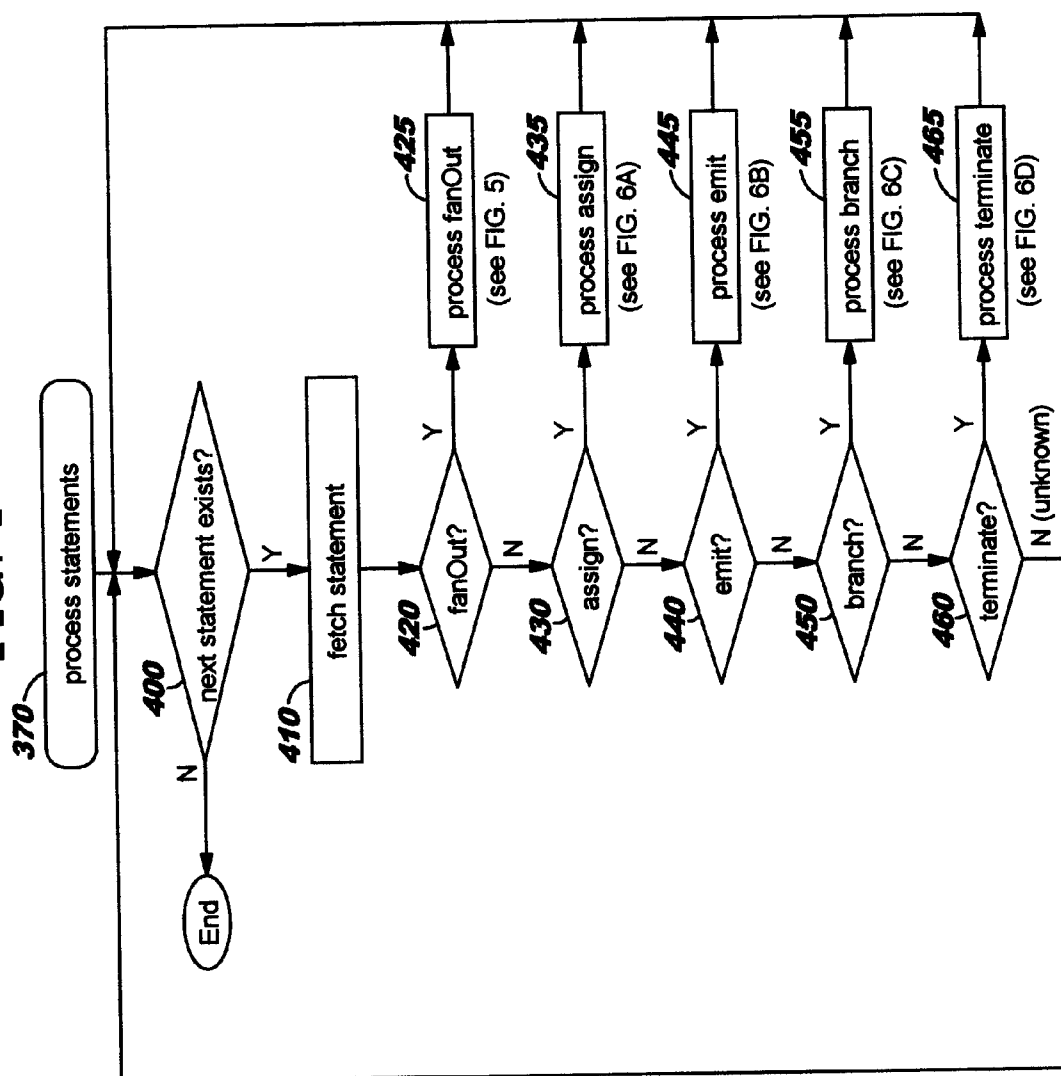 370
process statements
400
next statement exists?
N
End
Y
410
fetch statement
420
fanOut?
Y
425
process fanOut
(see FIG. 5)
N
430
assign?
Y
435
process assign
(see FIG. 6A)
N
440
emit?
Y
445
process emit
(see FIG. 6B)
N
450
branch?
Y
455
process branch
(see FIG. 6C)
N
460
terminate?
Y
465
process terminate
(see FIG. 6D)
N (unknown)